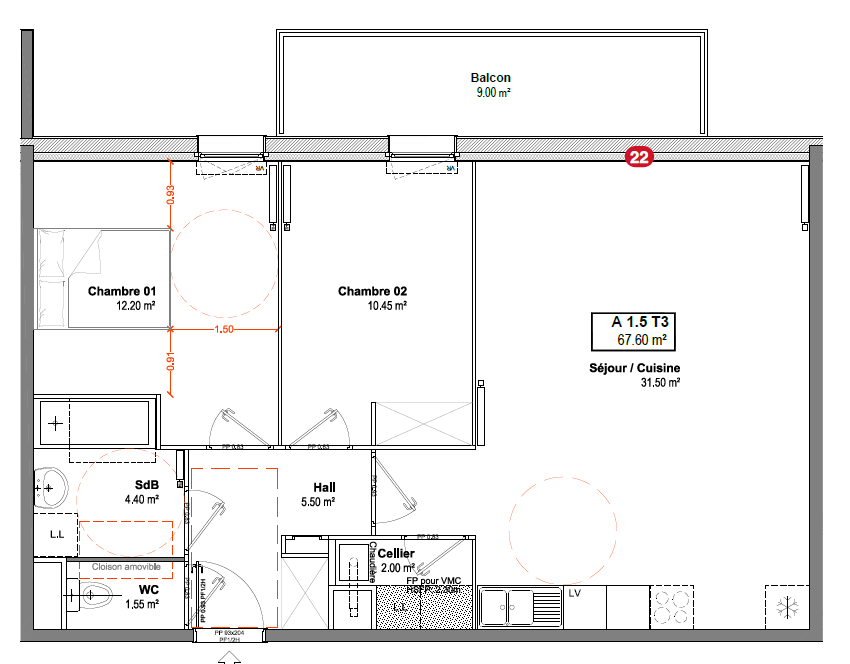 Balcon
9.00 m²
22
VR
VR
0.93
Chambre 01
12.20 m²
Chambre 02
10.45 m²
1.50
0.91
A 1.5 T3
67.60 m²
Séjour / Cuisine
31.50 m²
PP 0.83
PP 0.83
SdB
4.40 m²
Hall
5.50 m²
L.L
PP 0.83
Cellier
2.00 m²
Chaudière
Cloison amovible
FP pour VMC
HSFP: 2.30m
WC
1.55 m²
L.L
LV
PP 93x204
PF1/2H